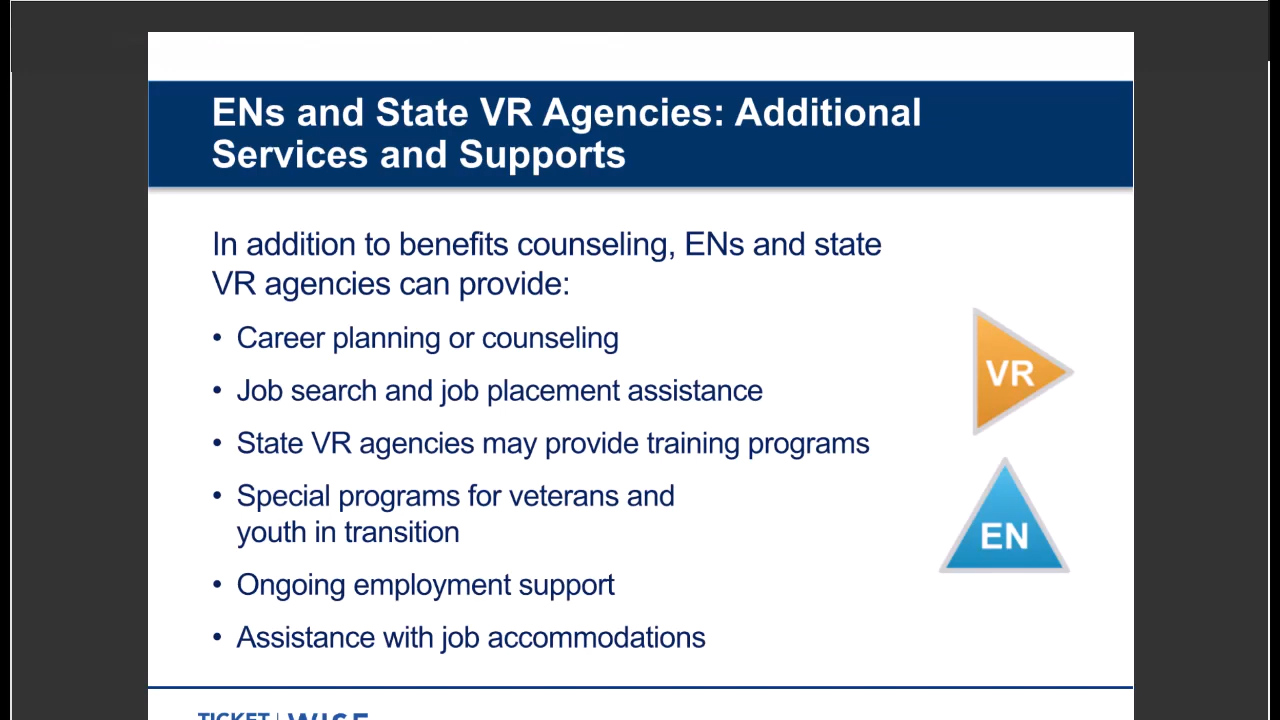 ENs and State VR Agencies: Additional
Services and Supports
In addition to benefits counseling, ENs and state
VR agencies can provide:
• Career planning or counseling
• Job search and job placement assistance
• State VR agencies may provide training programs
• Special programs for veterans and
youth in transition
• Ongoing employment support
• Assistance with job accommodations
VR
EN
TICKET | WISE